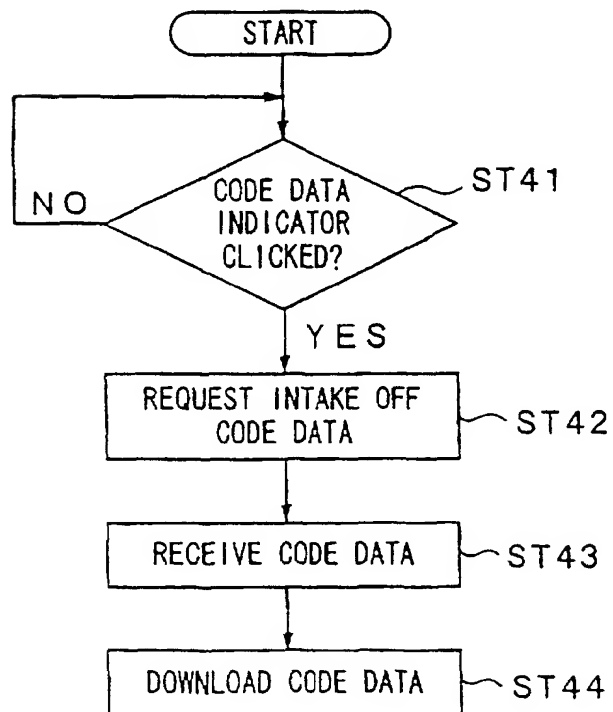 START
CODE DATA
INDICATOR
CLICKED?
ST41
NO
YES
REQUEST INTAKE OFF
CODE DATA
ST42
RECEIVE CODE DATA
ST43
DOWNLOAD CODE DATA
ST44